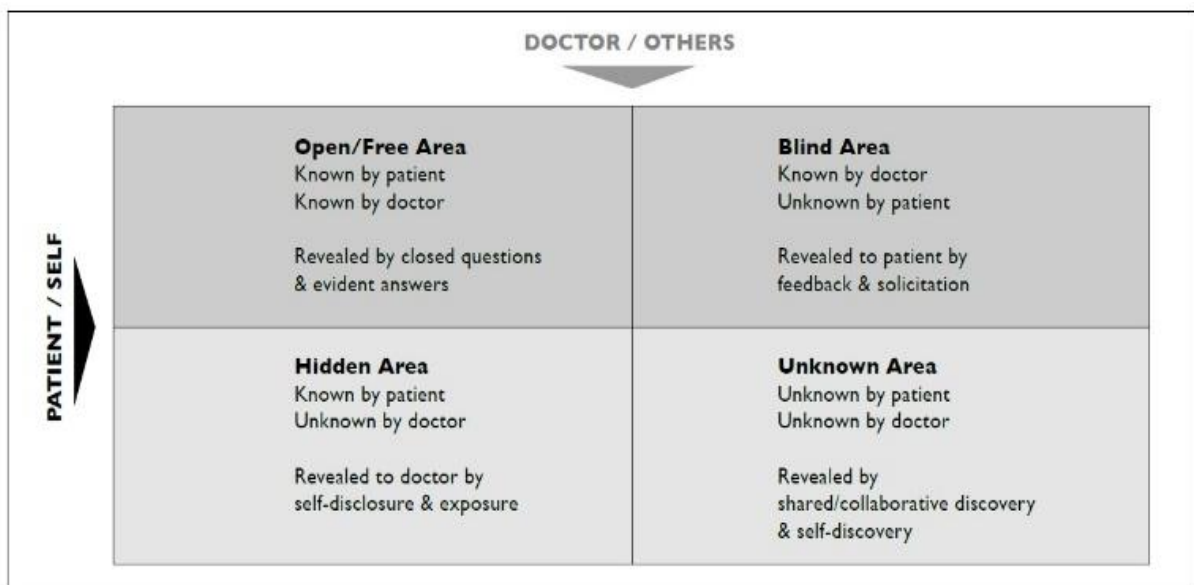 DOCTOR / OTHERS
PATIENT / SELF
Open/Free Area
Known by patient
Known by doctor
Revealed by closed questions
& evident answers
Blind Area
Known by doctor
Unknown by patient
Revealed to patient by
feedback & solicitation
Hidden Area
Known by patient
Unknown by doctor
Revealed to doctor by
self-disclosure & exposure
Unknown Area
Unknown by patient
Unknown by doctor
Revealed by
shared/collaborative discovery
& self-discovery